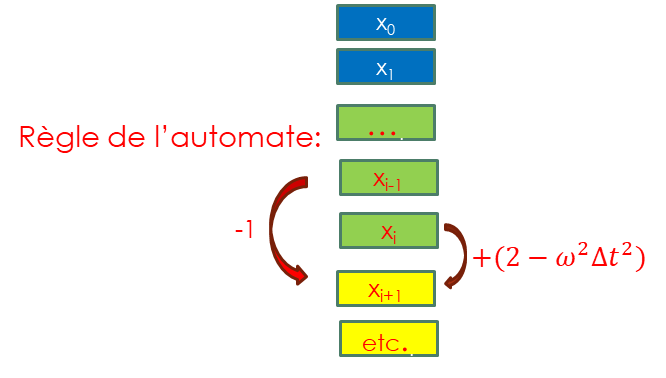 x₀
x₁
Règle de l’automate:
....
xᵢ₋₁
-1
xᵢ
+(2 − ω²Δt²)
xᵢ₊₁
etc..